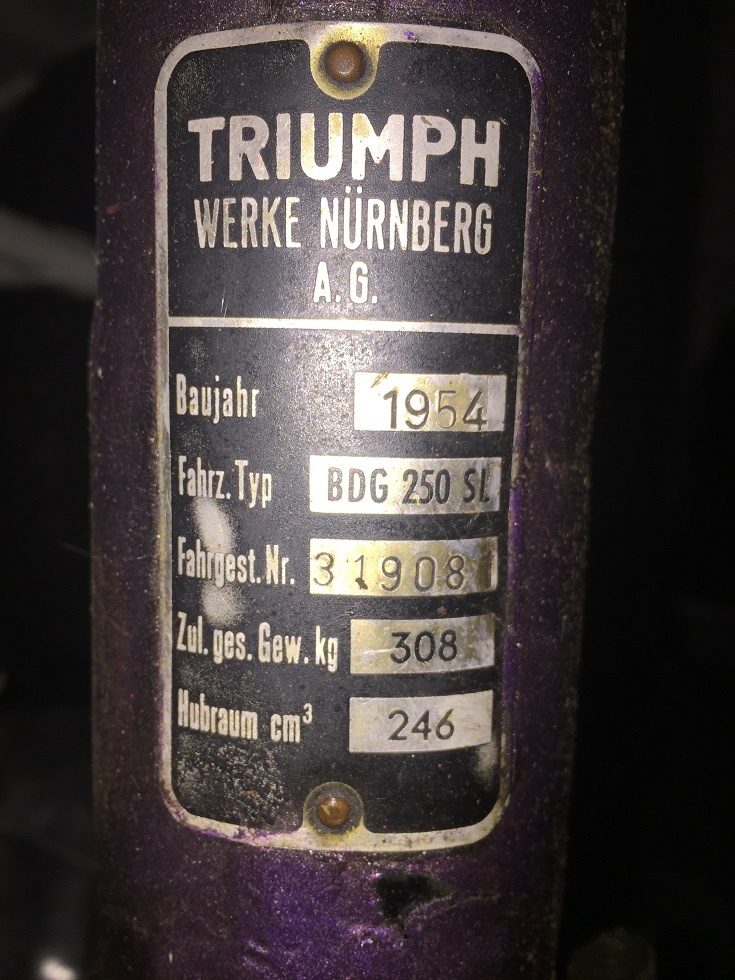 TRIUMPH
WERKE NÜRNBERG
A.G.
Baujahr 1954
Fahrz. Typ BDG 250 SL
Fahrgest. Nr. 319081
Zul. ges. Gew. kg 308
Hubraum cm³ 246